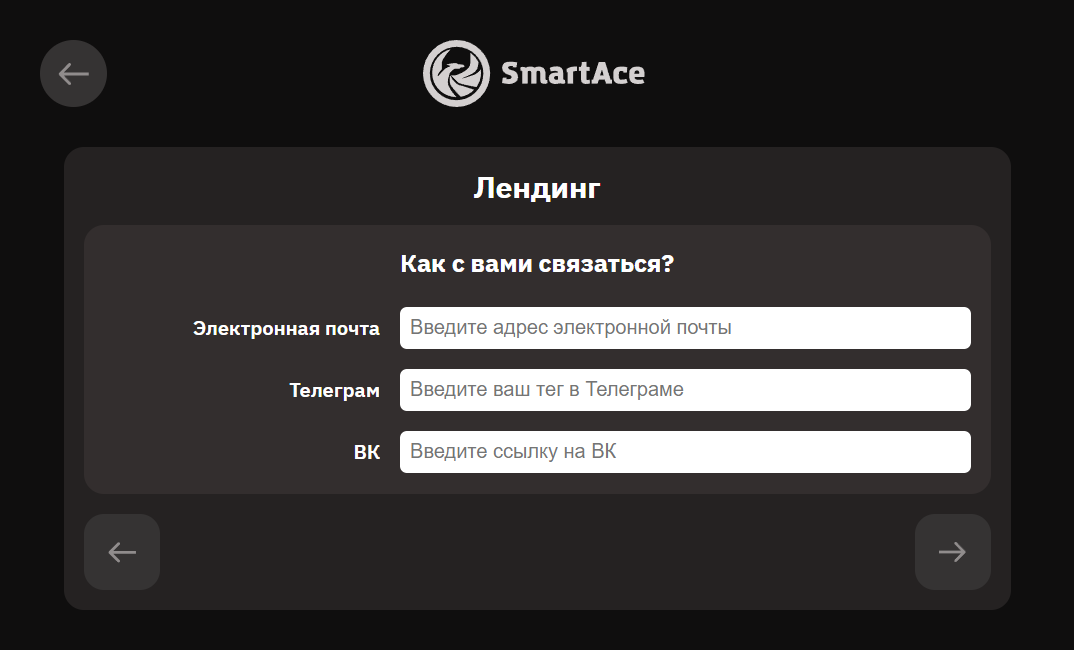 SmartAce
Лендинг
Как с вами связаться?
Электронная почта
Введите адрес электронной почты
Телеграм
Введите ваш тег в Телеграме
ВК
Введите ссылку на ВК